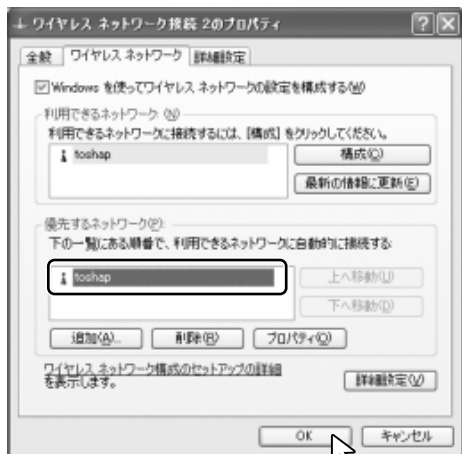 ワイヤレス ネットワーク接続 2のプロパティ
全般 ワイヤレス ネットワーク 詳細設定
Windows を使ってワイヤレス ネットワークの設定を構成する(W)
利用できるネットワーク (N)
利用できるネットワークに接続するには、[構成] をクリックしてください。
toshap
構成(C)
最新の情報に更新(E)
優先するネットワーク(P):
下の一覧にある順番で、利用できるネットワークに自動的に接続する:
toshap
上へ移動(U)
下へ移動(D)
追加(A)... 削除(R) プロパティ(O)
ワイヤレス ネットワーク構成のセットアップの詳細
を表示します。
詳細設定(V)
OK キャンセル